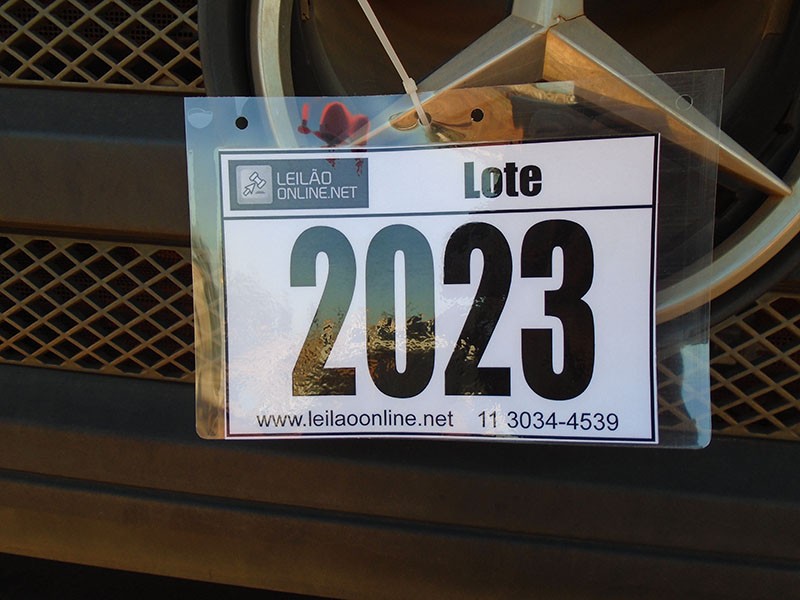 LEILÃO
ONLINE.NET
Lote
2023
www.leilaoonline.net 11 3034-4539